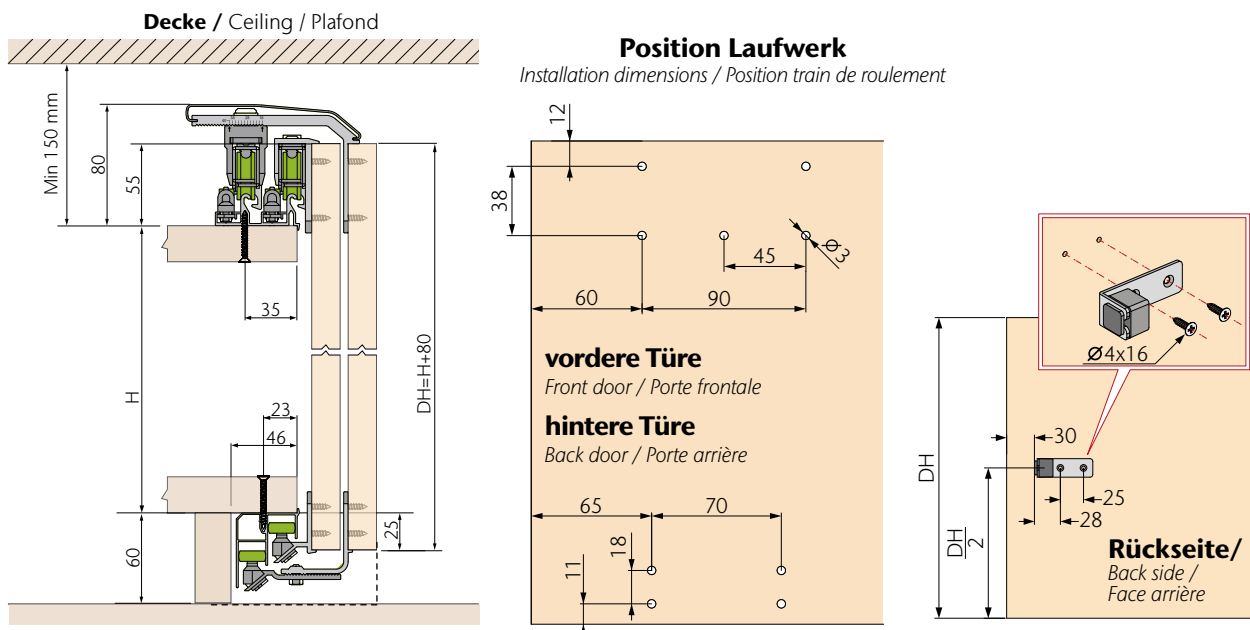 Decke / Ceiling / Plafond
Min 150 mm
80
55
35
H
DH=H+80
23
46
25
60
Position Laufwerk
Installation dimensions / Position train de roulement
12
38
Ø3
45
60
90
vordere Türe
Front door / Porte frontale
hintere Türe
Back door / Porte arrière
65
70
18
11
Ø4x16
30
DH
25
28
DH
2
Rückseite/
Back side /
Face arrière